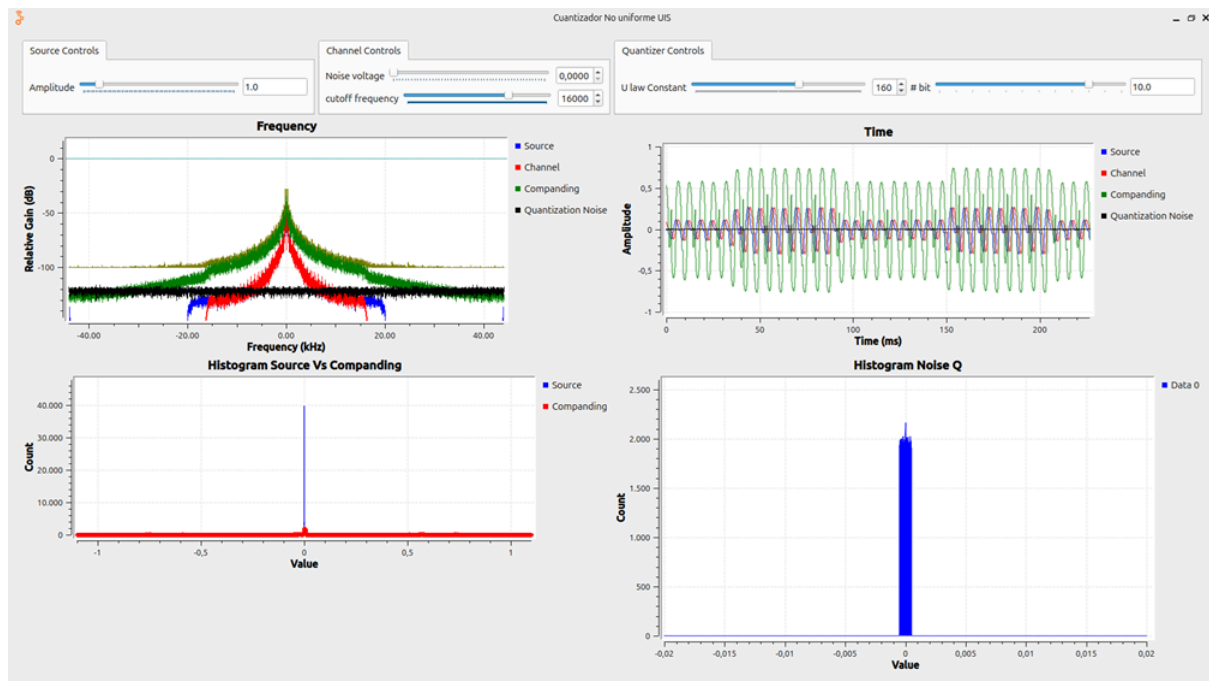 Cuantizador No uniforme UIS
Source Controls
Amplitude 1.0
Channel Controls
Noise voltage 0,0000
cutoff frequency 16000
Quantizer Controls
U law Constant 160 # bit 10.0
Frequency
Relative Gain (dB)
0
-50
-100
-40.00 -20.00 0.00 20.00 40.00
Frequency (kHz)
Source
Channel
Companding
Quantization Noise
Time
Amplitude
1
0,5
0
-0,5
-1
0 50 100 150 200
Time (ms)
Source
Channel
Companding
Quantization Noise
Histogram Source Vs Companding
Count
40.000
30.000
20.000
10.000
0
-1 -0,5 0 0,5 1
Value
Source
Companding
Histogram Noise Q
Count
2.500
2.000
1.500
1.000
500
0
-0,02 -0,015 -0,01 -0,005 0 0,005 0,01 0,015 0,02
Value
Data 0